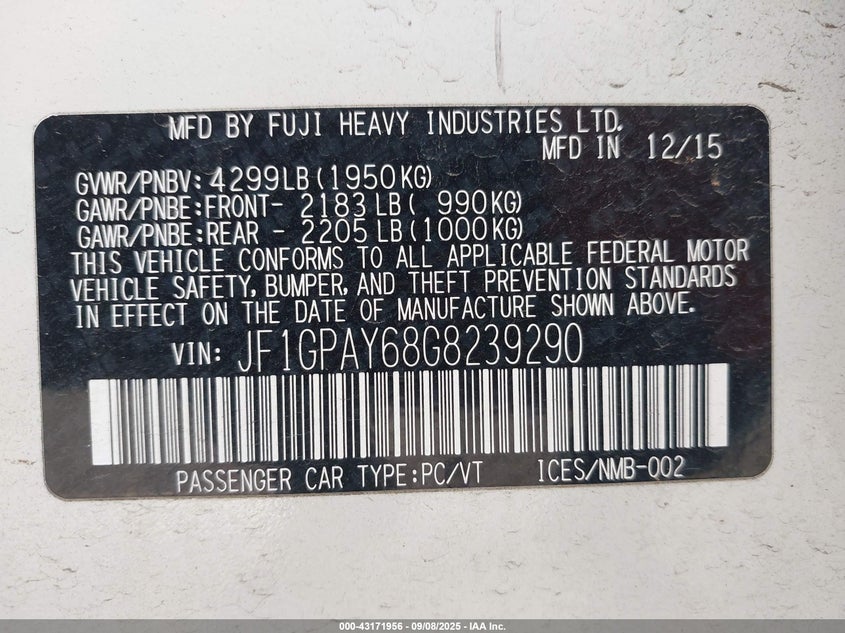 MFD BY FUJI HEAVY INDUSTRIES LTD.
MFD IN 12/15
GVWR/PNBV: 4299LB (1950KG)
GAWR/PNBE:FRONT- 2183 LB ( 990KG)
GAWR/PNBE:REAR - 2205 LB (1000KG)
THIS VEHICLE CONFORMS TO ALL APPLICABLE FEDERAL MOTOR
VEHICLE SAFETY, BUMPER, AND THEFT PREVENTION STANDARDS
IN EFFECT ON THE DATE OF MANUFACTURE SHOWN ABOVE.
VIN: JF1GPAY68G8239290
PASSENGER CAR TYPE:PC/VT ICES/NMB-002
000-43171956 - 09/08/2025 - IAA Inc.